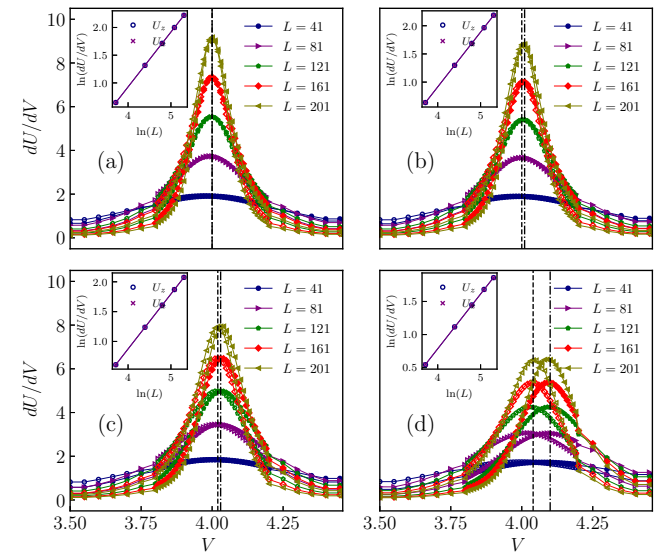 10
8
6
4
2
0
dU/dV
2.0
1.5
1.0
ln(dU/dV)
4
5
ln(L)
U_z
U
L = 41
L = 81
L = 121
L = 161
L = 201
(a)
2.0
1.5
1.0
ln(dU/dV)
4
5
ln(L)
U_z
U
L = 41
L = 81
L = 121
L = 161
L = 201
(b)
10
8
6
4
2
0
dU/dV
3.50
3.75
4.00
4.25
V
2.0
1.5
1.0
ln(dU/dV)
4
5
ln(L)
U_z
U
L = 41
L = 81
L = 121
L = 161
L = 201
(c)
3.50
3.75
4.00
4.25
V
1.5
1.0
0.5
ln(dU/dV)
4
5
ln(L)
U_z
U
L = 41
L = 81
L = 121
L = 161
L = 201
(d)